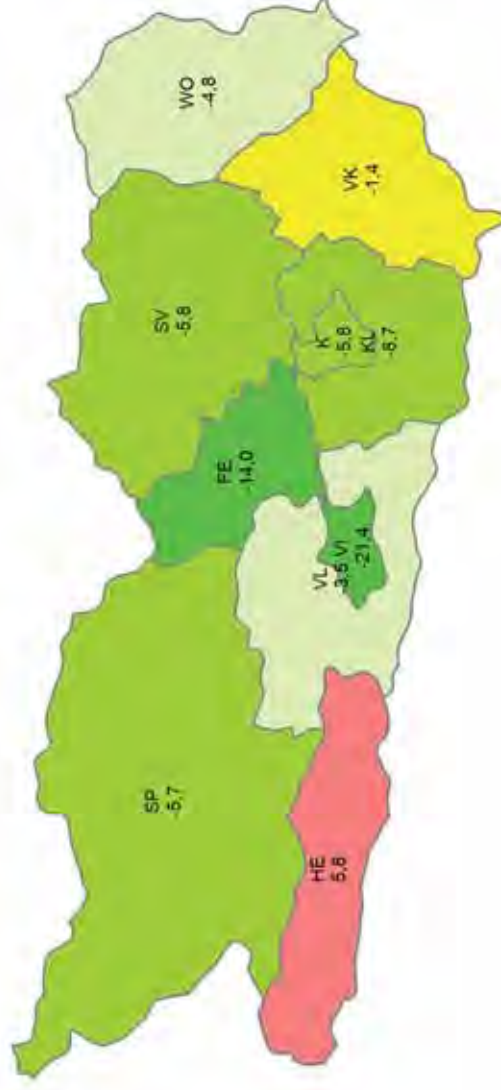 SP
-5,7
HE
5,8
FE
-14,0
VL
-3,5 VI
-21,4
SV
-5,8
K
-5,8
KL
-8,7
WO
-4,8
VK
-1,4